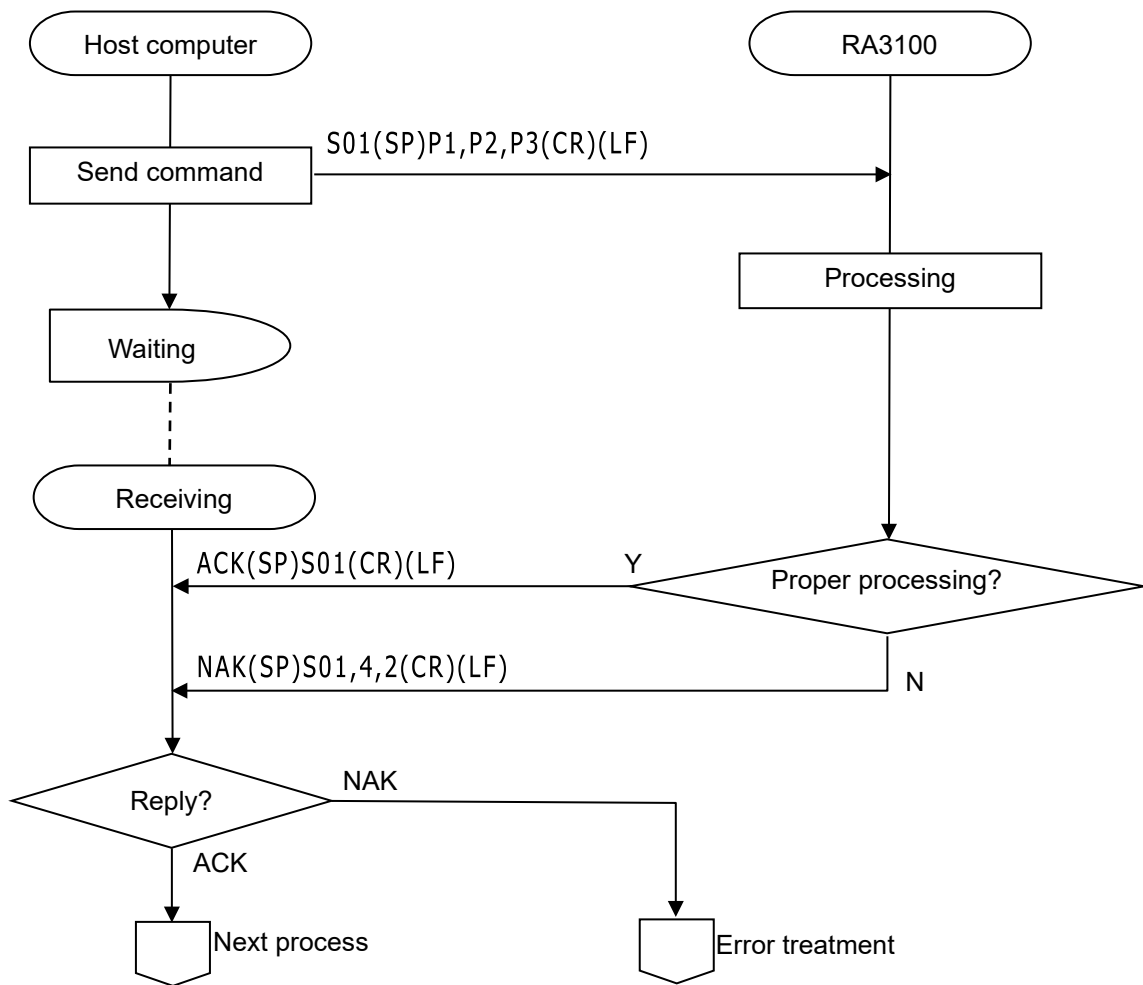 Host computer
RA3100
S01(SP)P1,P2,P3(CR)(LF)
Send command
Processing
Waiting
Receiving
ACK(SP)S01(CR)(LF)
Y
Proper processing?
NAK(SP)S01,4,2(CR)(LF)
N
Reply?
NAK
ACK
Next process
Error treatment